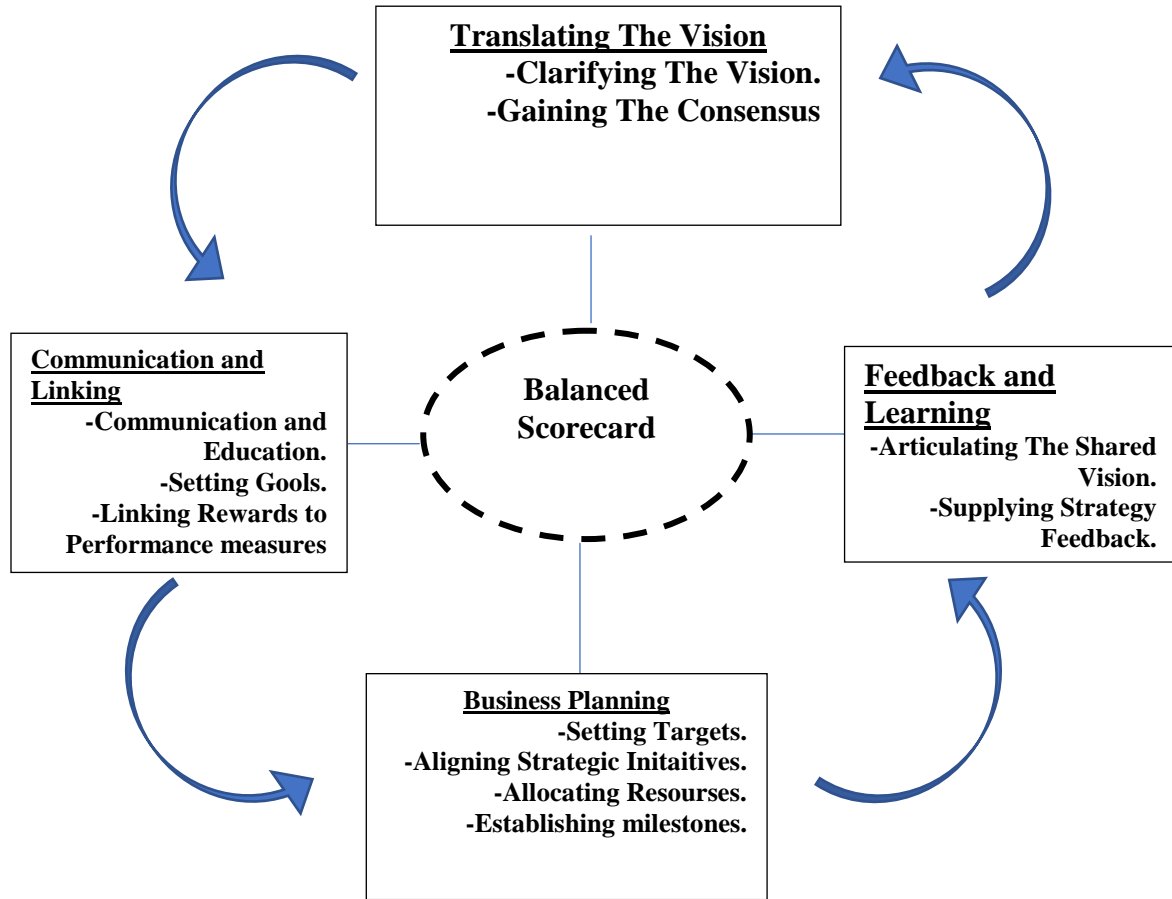 Translating The Vision
-Clarifying The Vision.
-Gaining The Consensus
Communication and
Linking
-Communication and
Education.
-Setting Gools.
-Linking Rewards to
Performance measures
Balanced
Scorecard
Feedback and
Learning
-Articulating The Shared
Vision.
-Supplying Strategy
Feedback.
Business Planning
-Setting Targets.
-Aligning Strategic Initaitives.
-Allocating Resourses.
-Establishing milestones.